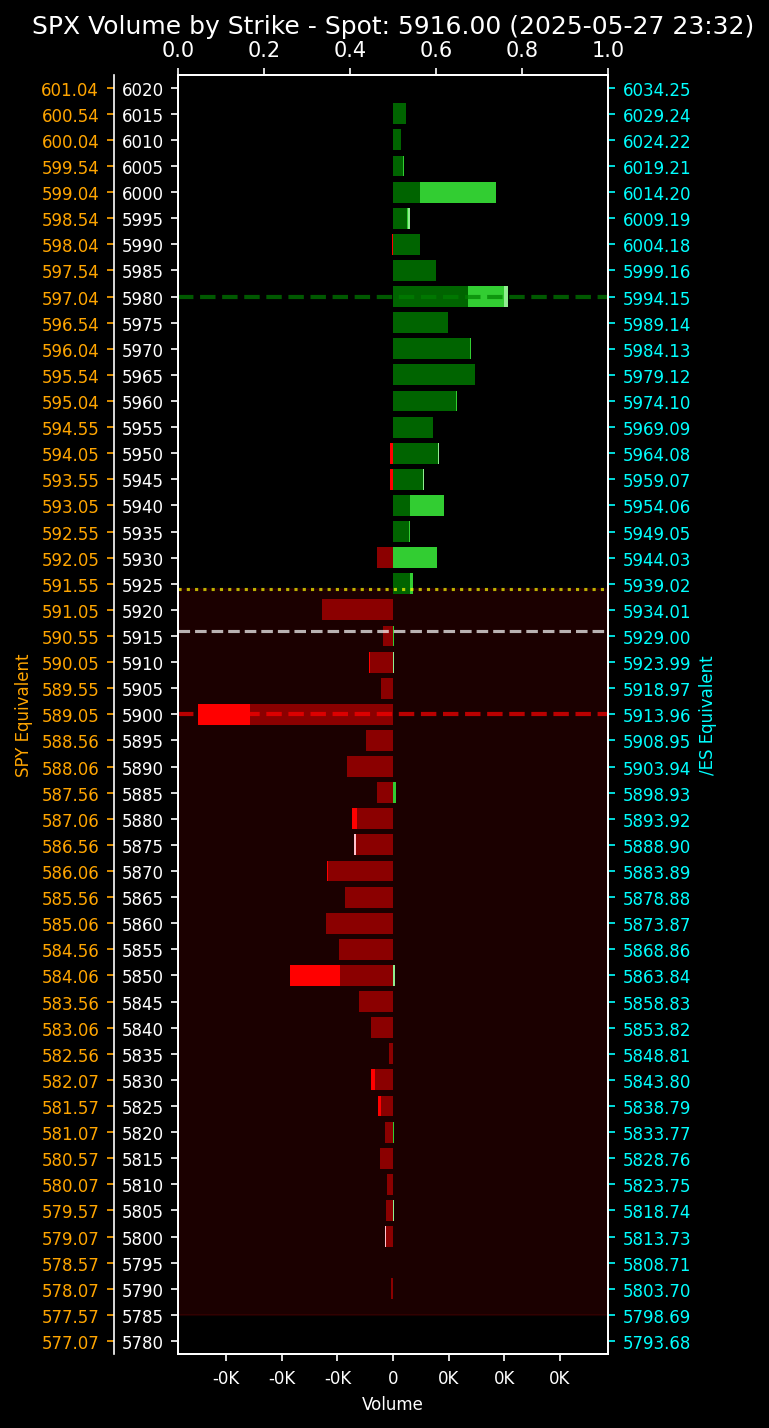 SPX Volume by Strike - Spot: 5916.00 (2025-05-27 23:32)
0.0 0.2 0.4 0.6 0.8 1.0
601.04 6020 6034.25
600.54 6015 6029.24
600.04 6010 6024.22
599.54 6005 6019.21
599.04 6000 6014.20
598.54 5995 6009.19
598.04 5990 6004.18
597.54 5985 5999.16
597.04 5980 5994.15
596.54 5975 5989.14
596.04 5970 5984.13
595.54 5965 5979.12
595.04 5960 5974.10
594.55 5955 5969.09
594.05 5950 5964.08
593.55 5945 5959.07
593.05 5940 5954.06
592.55 5935 5949.05
592.05 5930 5944.03
591.55 5925 5939.02
591.05 5920 5934.01
590.55 5915 5929.00
590.05 5910 5923.99
589.55 5905 5918.97
589.05 5900 5913.96
588.56 5895 5908.95
588.06 5890 5903.94
587.56 5885 5898.93
587.06 5880 5893.92
586.56 5875 5888.90
586.06 5870 5883.89
585.56 5865 5878.88
585.06 5860 5873.87
584.56 5855 5868.86
584.06 5850 5863.84
583.56 5845 5858.83
583.06 5840 5853.82
582.56 5835 5848.81
582.07 5830 5843.80
581.57 5825 5838.79
581.07 5820 5833.77
580.57 5815 5828.76
580.07 5810 5823.75
579.57 5805 5818.74
579.07 5800 5813.73
578.57 5795 5808.71
578.07 5790 5803.70
577.57 5785 5798.69
577.07 5780 5793.68
SPY Equivalent
/ES Equivalent
-0K -0K -0K 0 0K 0K 0K
Volume